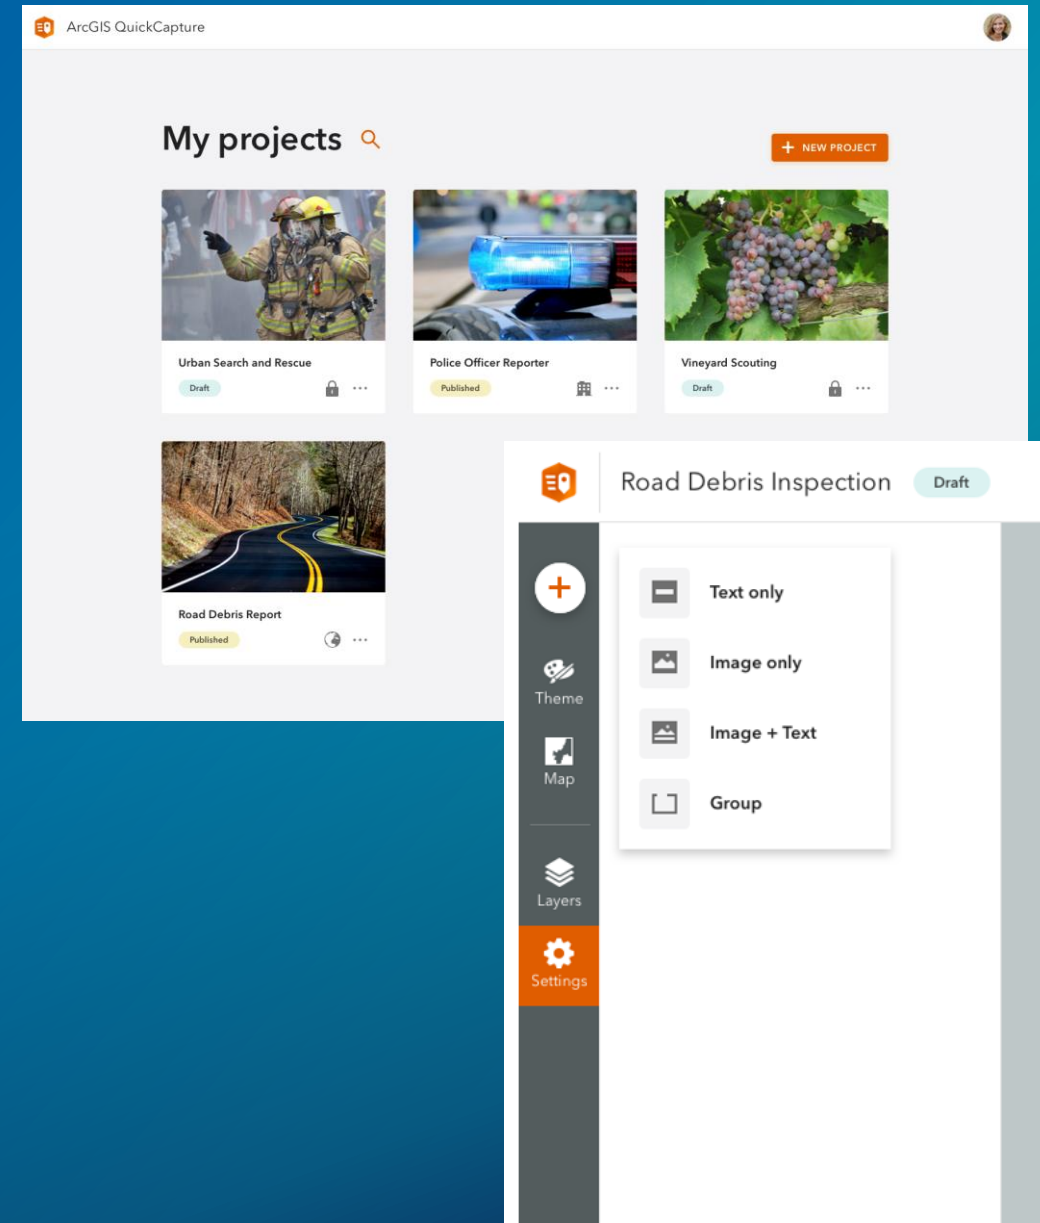 ArcGIS QuickCapture
My projects
+ NEW PROJECT
Urban Search and Rescue
Draft
Police Officer Reporter
Published
Vineyard Scouting
Draft
Road Debris Report
Published
Road Debris Inspection
Draft
Text only
Image only
Image + Text
Group
Theme
Map
Layers
Settings